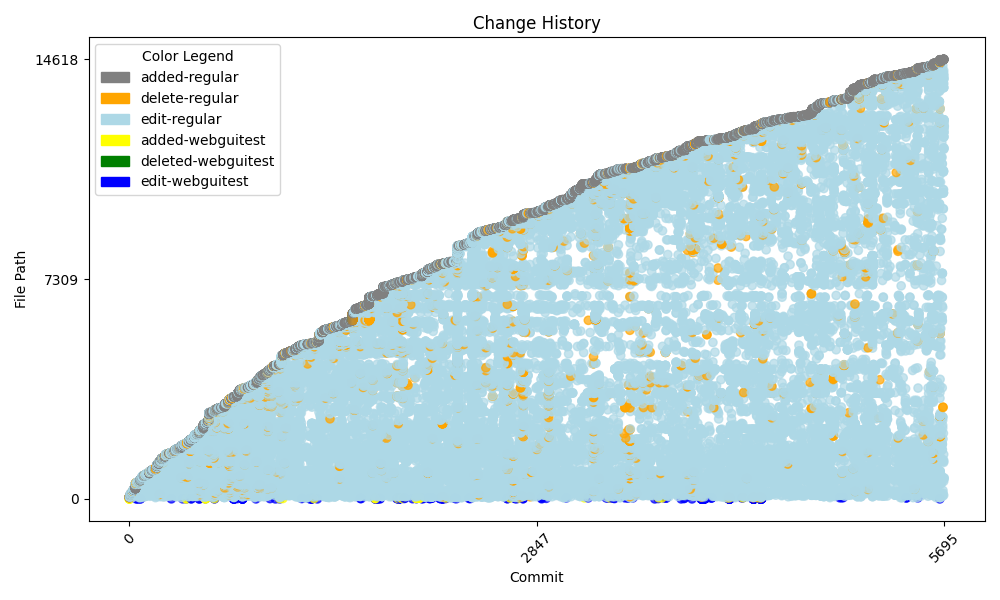 Change History
Color Legend
added-regular
delete-regular
edit-regular
added-webguitest
deleted-webguitest
edit-webguitest
File Path
14618
7309
0
0
2847
5695
Commit